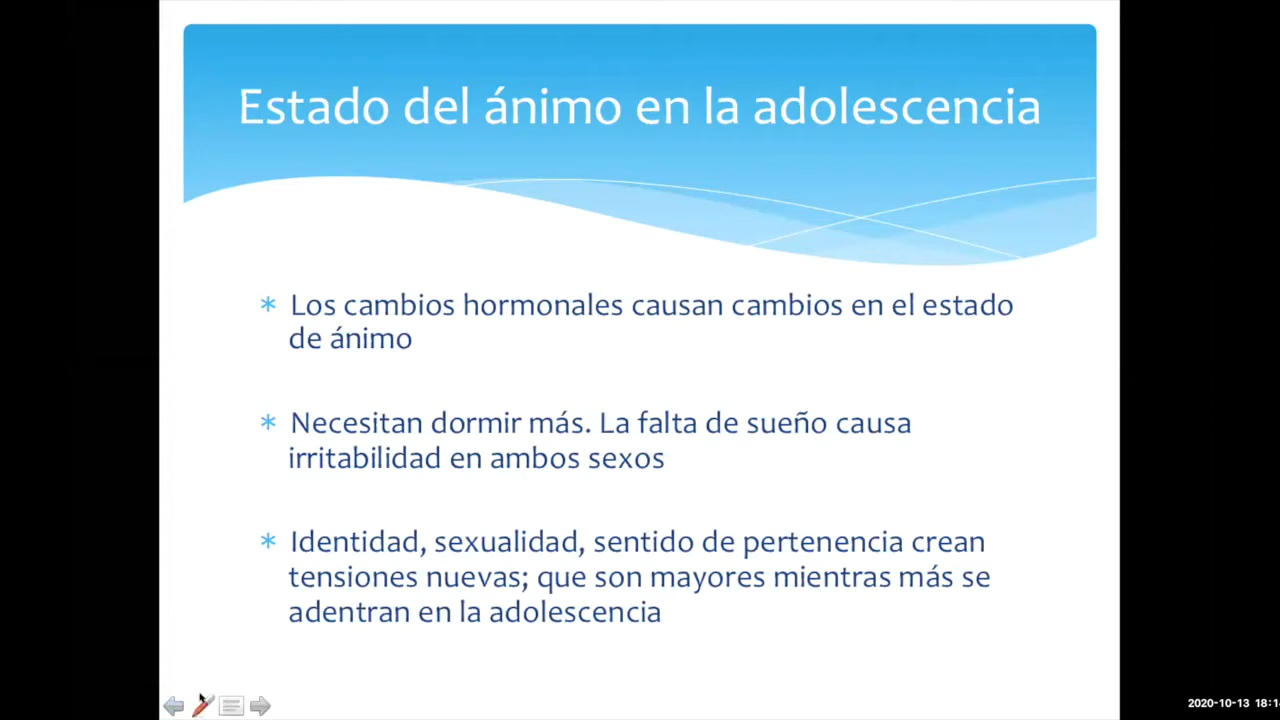 Estado del ánimo en la adolescencia
* Los cambios hormonales causan cambios en el estado
de ánimo
* Necesitan dormir más. La falta de sueño causa
irritabilidad en ambos sexos
* Identidad, sexualidad, sentido de pertenencia crean
tensiones nuevas; que son mayores mientras más se
adentran en la adolescencia
2020-10-13 18:1